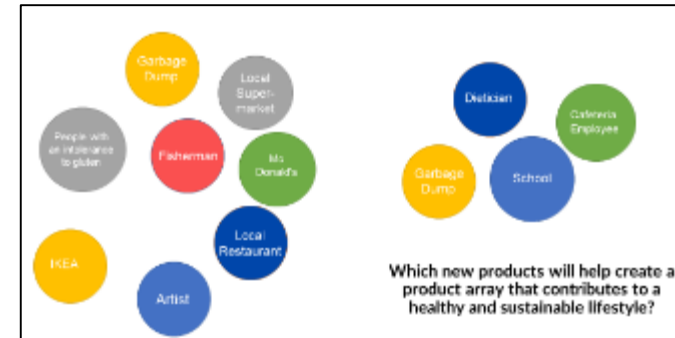 Garbage
Dump
Local
Super-
market
People with
an intolerance
to gluten
Fisherman
Mc
Donald's
Local
Restaurant
IKEA
Artist
Dietician
Cafeteria
Employee
Garbage
Dump
School
Which new products will help create a
product array that contributes to a
healthy and sustainable lifestyle?